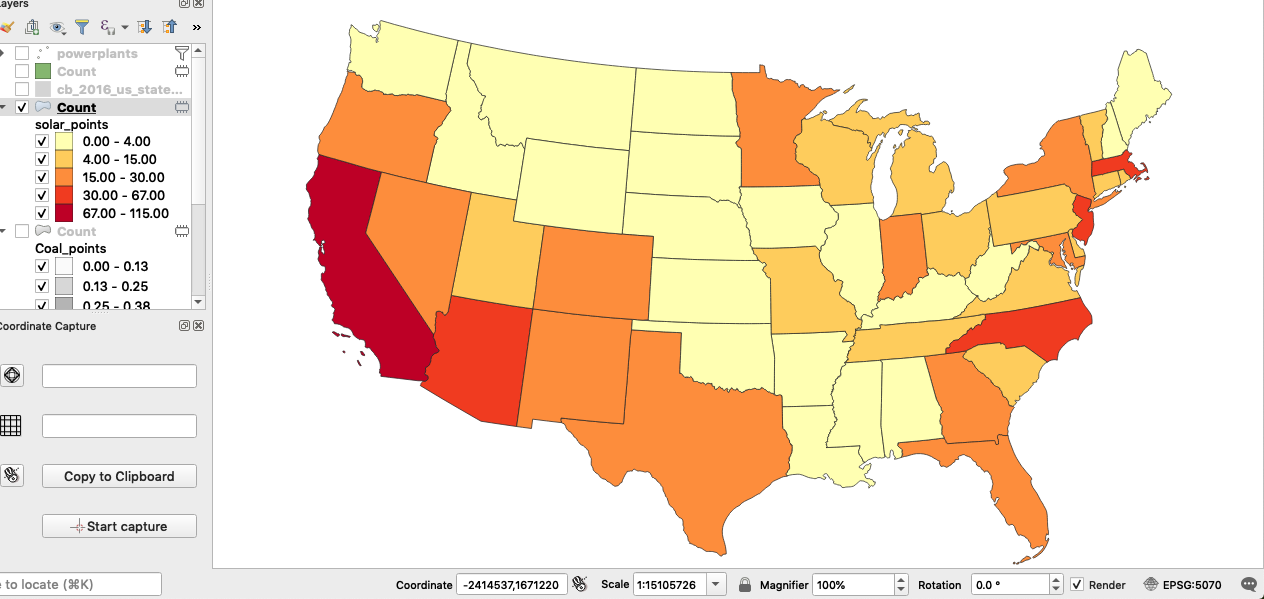 ayers
powerplants
Count
cb_2016_us_state...
Count
solar_points
0.00 - 4.00
4.00 - 15.00
15.00 - 30.00
30.00 - 67.00
67.00 - 115.00
Count
Coal_points
0.00 - 0.13
0.13 - 0.25
0.25 - 0.38
Coordinate Capture
Copy to Clipboard
Start capture
e to locate (⌘K)
Coordinate -2414537,1671220 Scale 1:15105726 Magnifier 100% Rotation 0.0 ° Render EPSG:5070